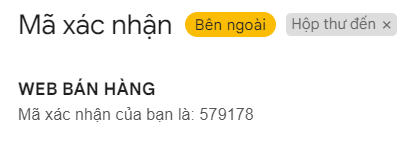 Mã xác nhận Bên ngoài Hộp thư đến ×
WEB BÁN HÀNG
Mã xác nhận của bạn là: 579178